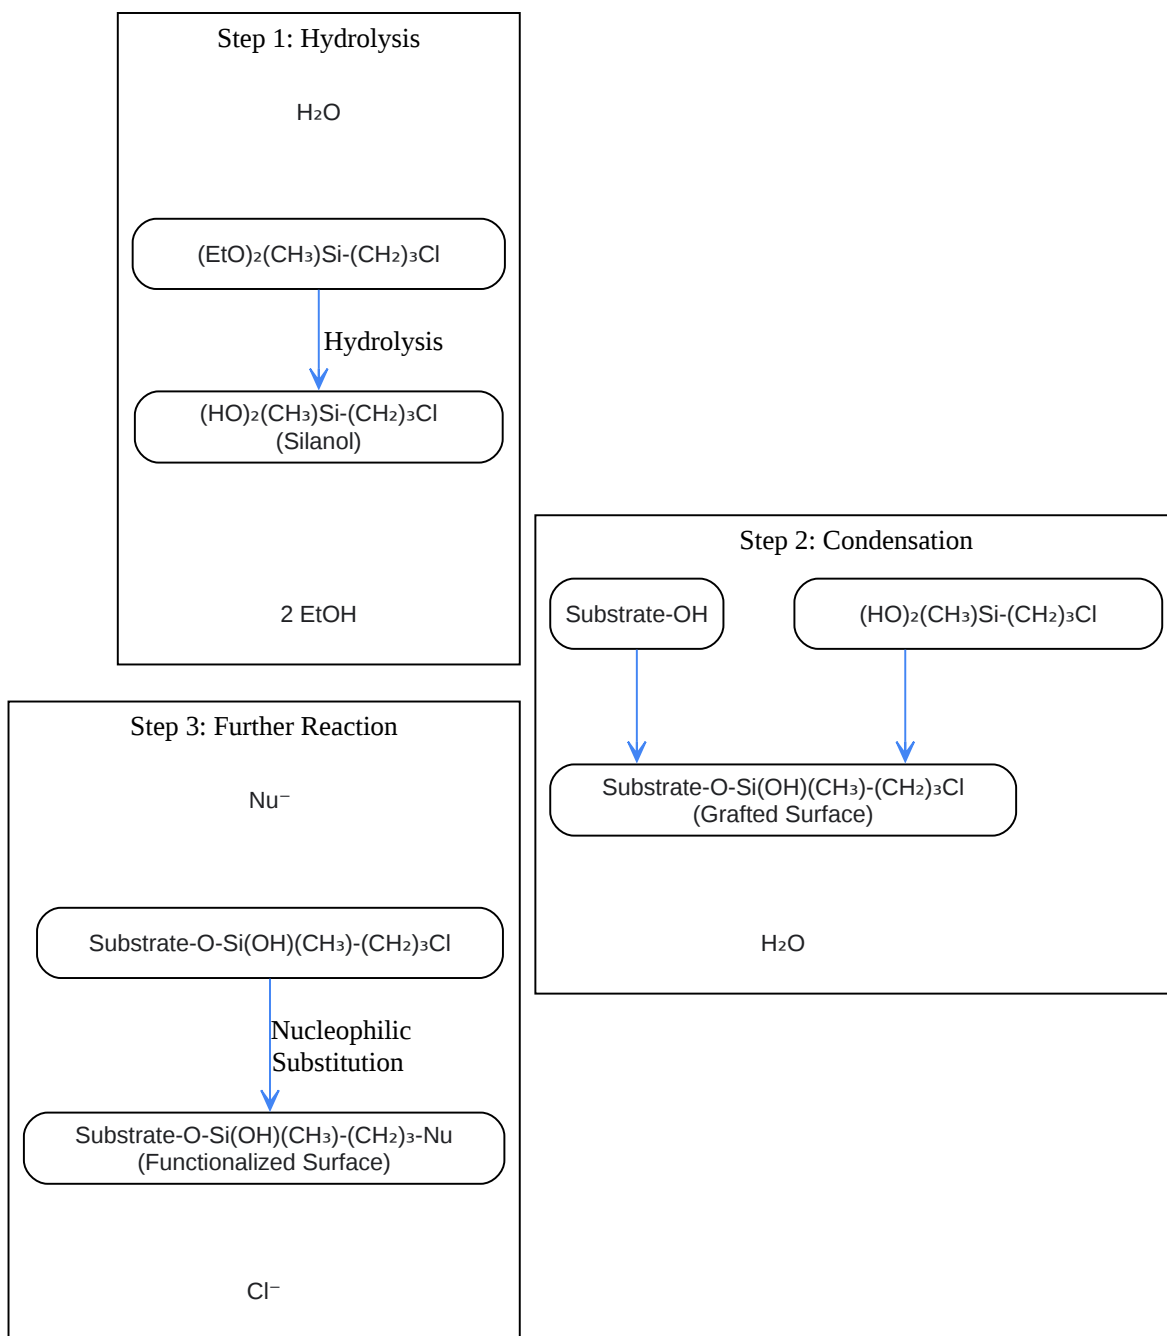 Step 1: Hydrolysis
H₂O
(EtO)₂(CH₃)Si-(CH₂)₃Cl
Hydrolysis
(HO)₂(CH₃)Si-(CH₂)₃Cl
(Silanol)
2 EtOH
Step 2: Condensation
Substrate-OH
(HO)₂(CH₃)Si-(CH₂)₃Cl
Substrate-O-Si(OH)(CH₃)-(CH₂)₃Cl
(Grafted Surface)
H₂O
Step 3: Further Reaction
Nu⁻
Substrate-O-Si(OH)(CH₃)-(CH₂)₃Cl
Nucleophilic
Substitution
Substrate-O-Si(OH)(CH₃)-(CH₂)₃-Nu
(Functionalized Surface)
Cl⁻